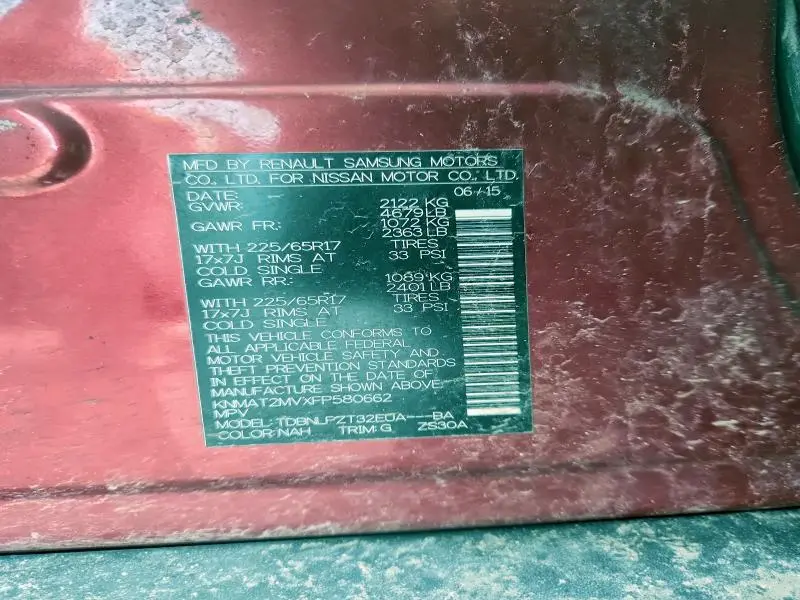 MFD BY RENAULT SAMSUNG MOTORS
CO., LTD. FOR NISSAN MOTOR CO., LTD.
DATE: 06/15
GVWR: 2122 KG
4679 LB
GAWR FR: 1072 KG
2363 LB
WITH 225/65R17 TIRES
17x7J RIMS AT 33 PSI
COLD SINGLE
GAWR RR: 1089 KG
2401 LB
WITH 225/65R17 TIRES
17x7J RIMS AT 33 PSI
COLD SINGLE
THIS VEHICLE CONFORMS TO
ALL APPLICABLE FEDERAL
MOTOR VEHICLE SAFETY AND
THEFT PREVENTION STANDARDS
IN EFFECT ON THE DATE OF
MANUFACTURE SHOWN ABOVE.
KNMAT2MVXFP580662
MPV
MODEL: TDBNLPZT32EUA---BA
COLOR: NAH TRIM: G ZS30A